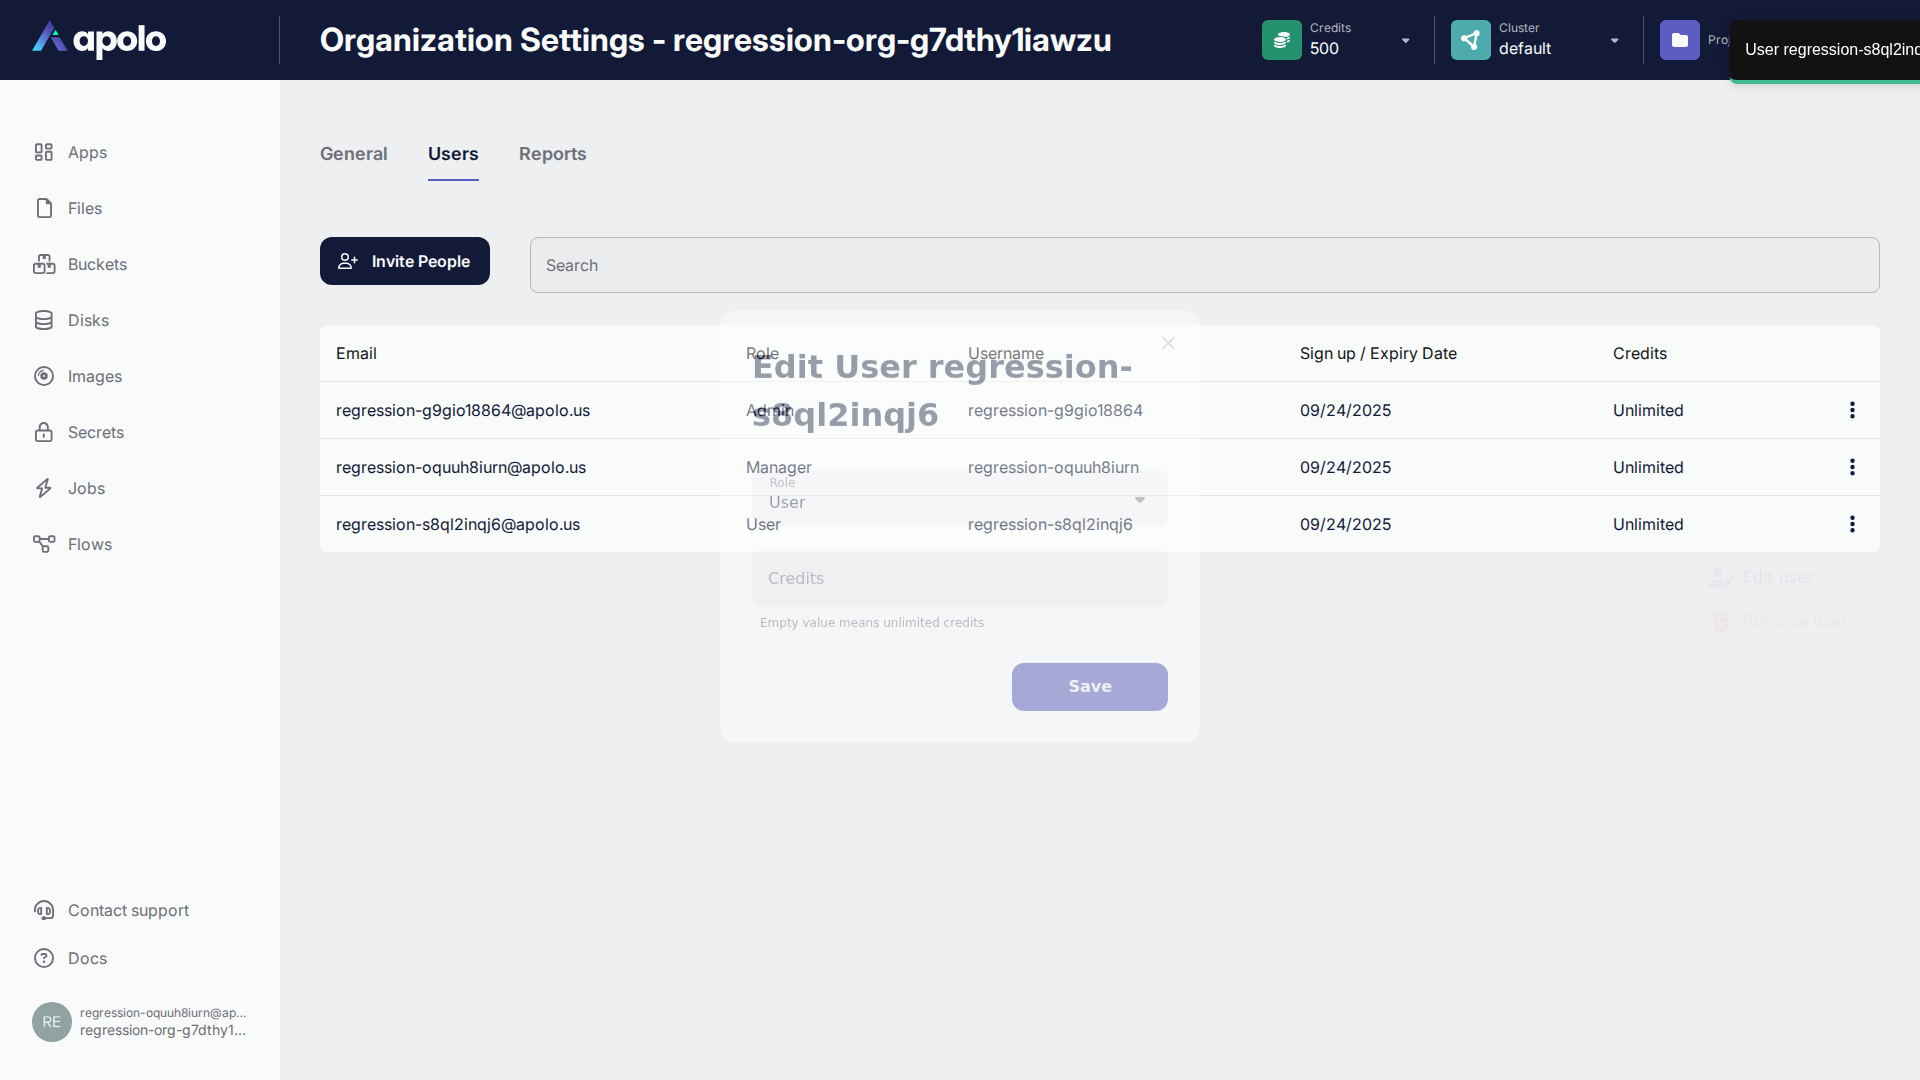 apolo
Organization Settings - regression-org-g7dthy1iawzu
Credits
500
Cluster
default
User regression-s8ql2inq
Apps
Files
Buckets
Disks
Images
Secrets
Jobs
Flows
Contact support
Docs
RE
regression-oquuh8iurn@ap...
regression-org-g7dthy1...
General Users Reports
Invite People
Search
Email Role Username Sign up / Expiry Date Credits
regression-g9gio18864@apolo.us Admin regression-g9gio18864 09/24/2025 Unlimited
regression-oquuh8iurn@apolo.us Manager regression-oquuh8iurn 09/24/2025 Unlimited
regression-s8ql2inqj6@apolo.us User regression-s8ql2inqj6 09/24/2025 Unlimited
Edit User regression-
s8ql2inqj6
Role
User
Credits
Empty value means unlimited credits
Save
Edit user
Remove user